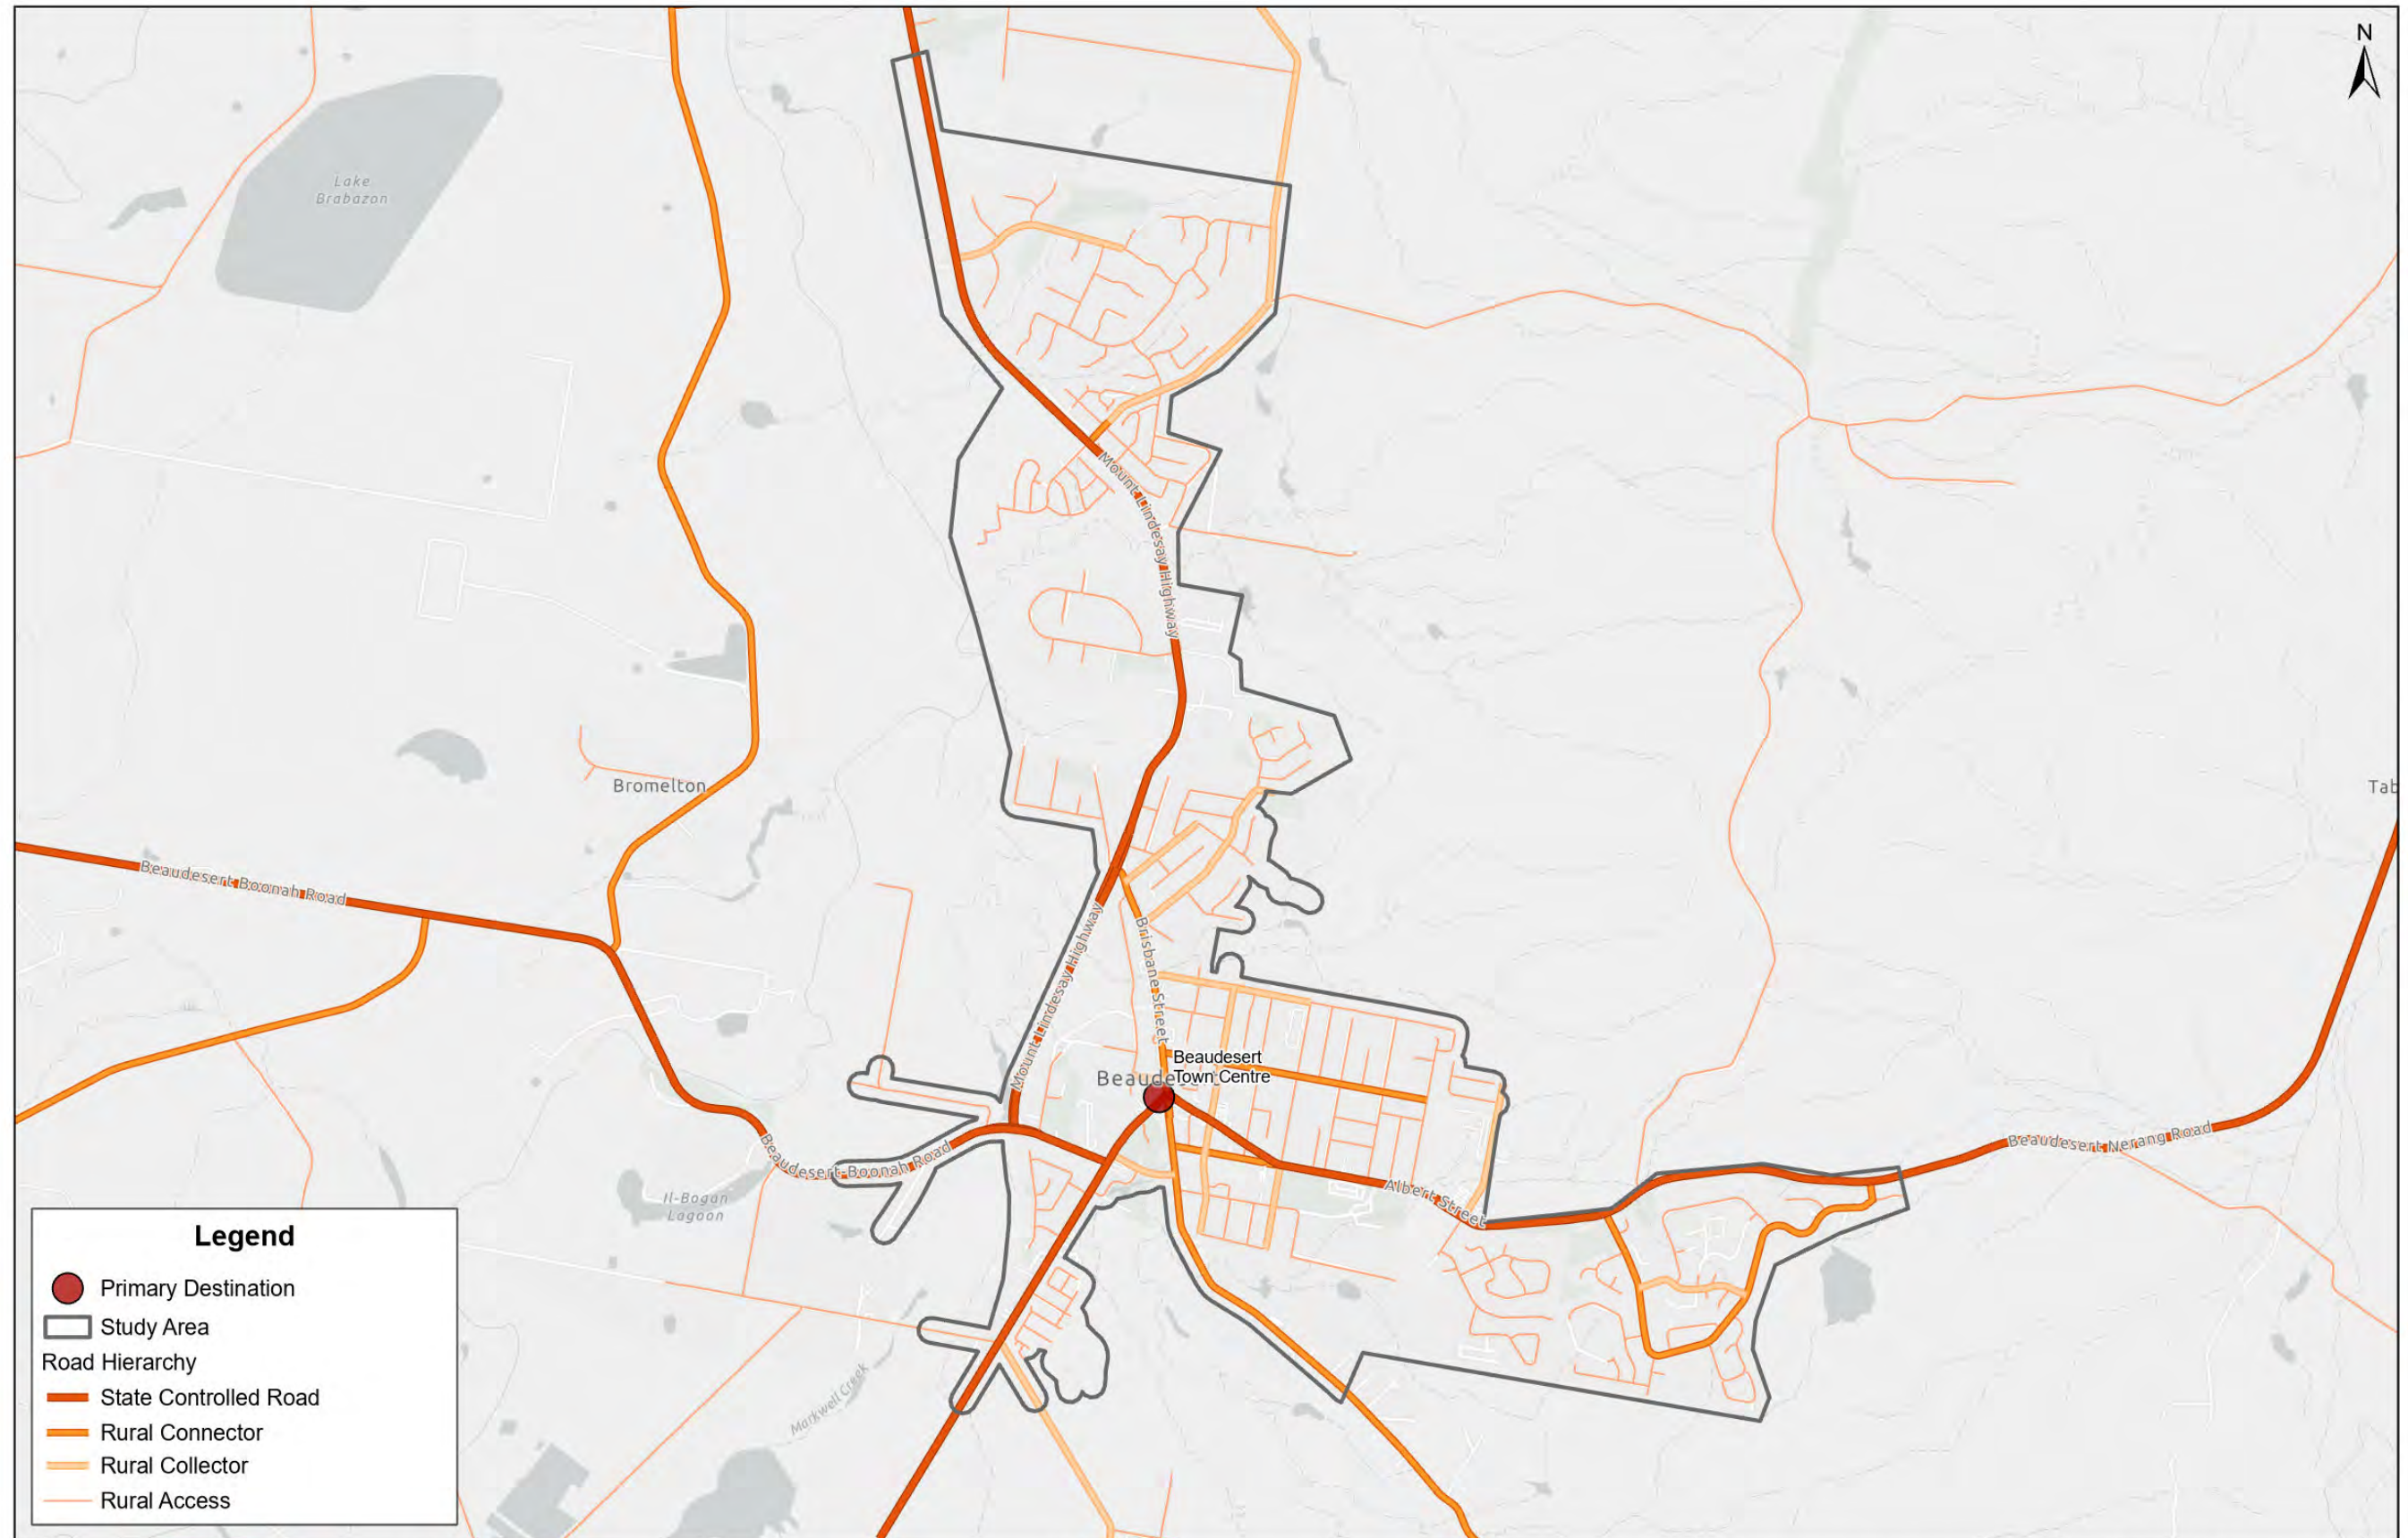 N
Lake
Brabazon
Mount Lindesay Highway
Bromelton
Tab
Beaudesert Boonah Road
Mount Lindesay Highway
Brisbane Street
Beaudesert
Town Centre
Beaude
Beaudesert Boonah Road
Beaudesert Nerang Road
Albert Street
Il-Bogan
Lagoon
Markwell Creek
Legend
Primary Destination
Study Area
Road Hierarchy
State Controlled Road
Rural Connector
Rural Collector
Rural Access